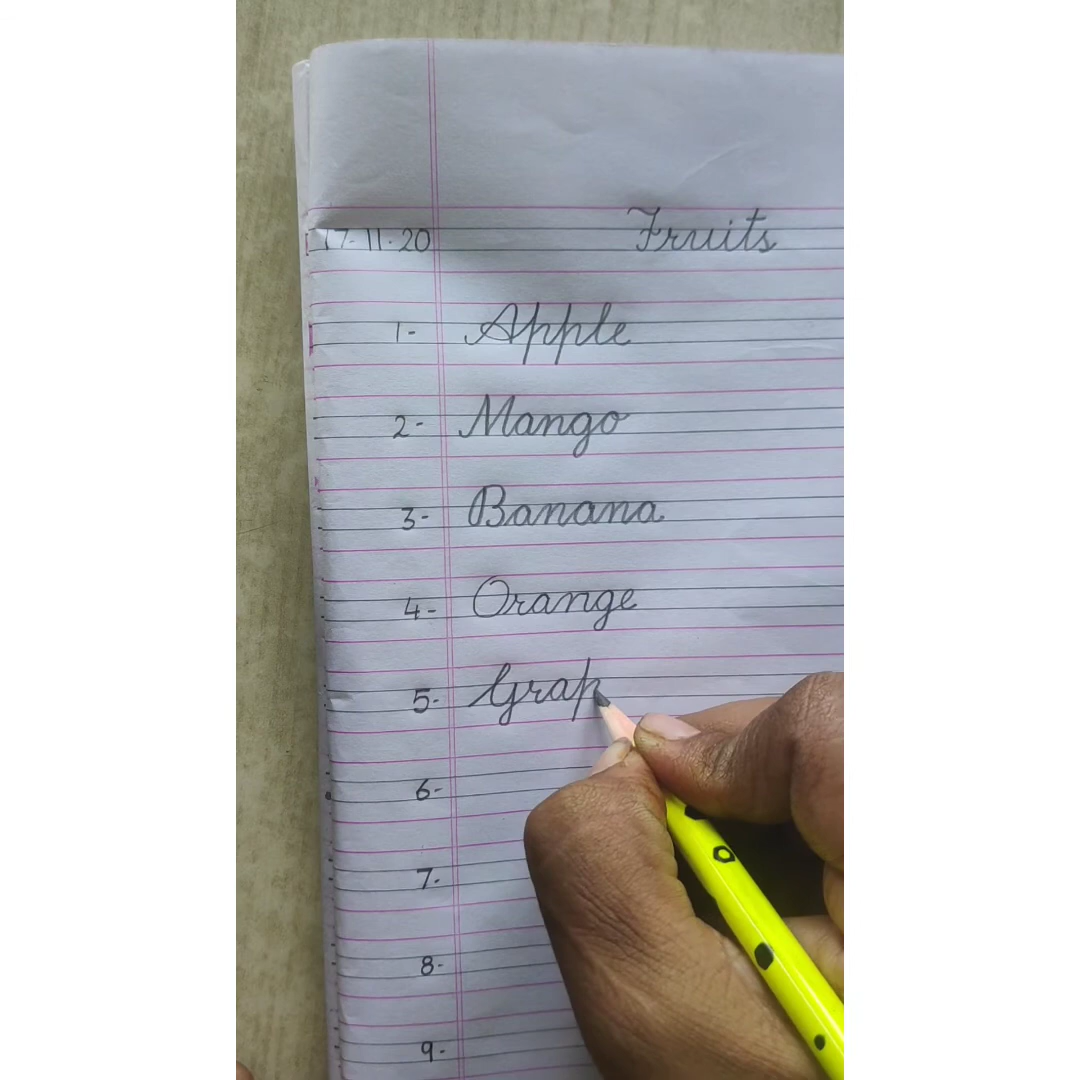 17-11-20 Fruits
1- Apple
2- Mango
3- Banana
4- Orange
5- Grap
6-
7-
8-
9-